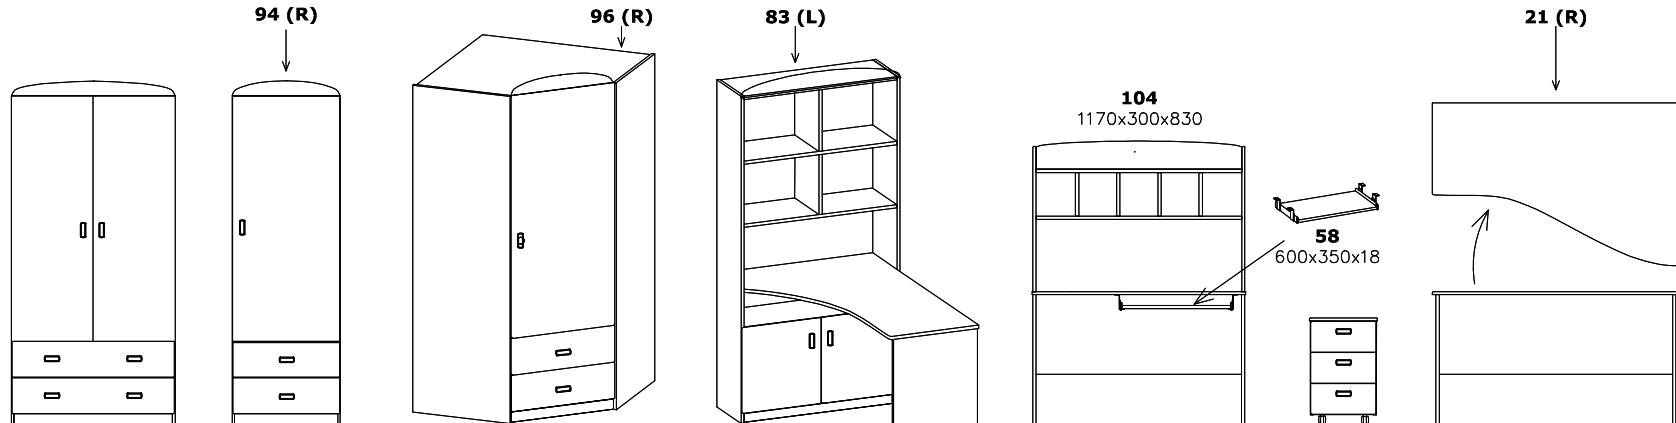 94 (R)
96 (R)
83 (L)
21 (R)
104
1170x300x830
58
600x350x18